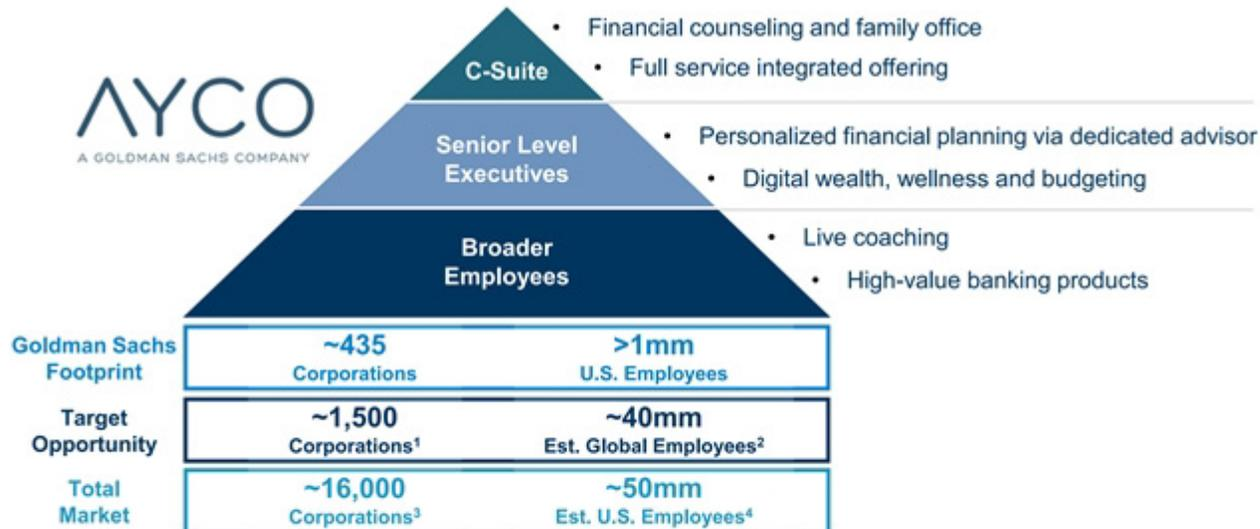 AYCO
A GOLDMAN SACHS COMPANY
C-Suite
• Financial counseling and family office
• Full service integrated offering
Senior Level
Executives
• Personalized financial planning via dedicated advisor
• Digital wealth, wellness and budgeting
Broader
Employees
• Live coaching
• High-value banking products
Goldman Sachs
Footprint
~435
Corporations
>1mm
U.S. Employees
Target
Opportunity
~1,500
Corporations¹
~40mm
Est. Global Employees²
Total
Market
~16,000
Corporations³
~50mm
Est. U.S. Employees⁴